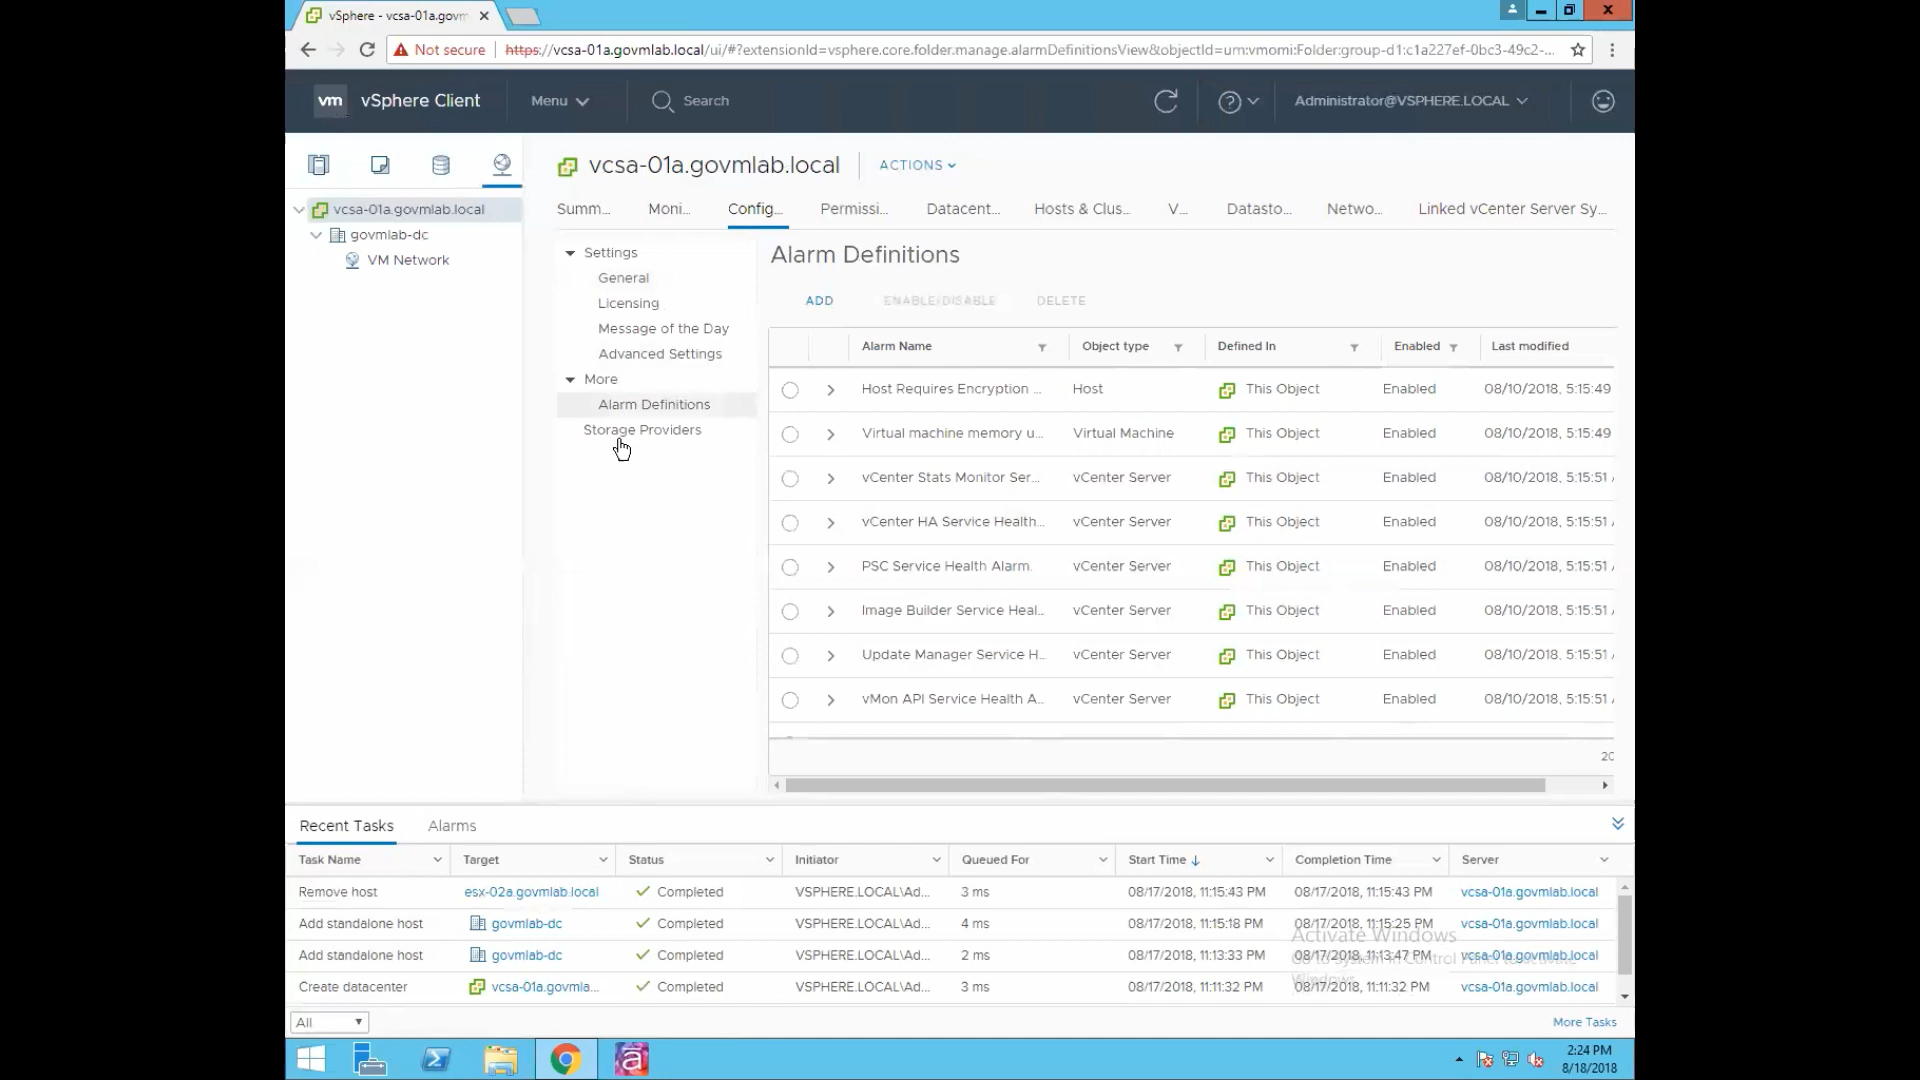 vSphere - vcsa-01a.govm
Not secure https://vcsa-01a.govmlab.local/ui/#?extensionId=vsphere.core.folder.manage.alarmDefinitionsView&objectId=urn:vmomi:Folder:group-d1:c1a227ef-0bc3-49c2-...
vm vSphere Client Menu Search Administrator@VSPHERE.LOCAL
vcsa-01a.govmlab.local
govmlab-dc
VM Network
vcsa-01a.govmlab.local ACTIONS
Summ... Moni... Config... Permissi... Datacent... Hosts & Clus... V... Datasto... Netwo... Linked vCenter Server Sy...
Settings
General
Licensing
Message of the Day
Advanced Settings
More
Alarm Definitions
Storage Providers
Alarm Definitions
ADD ENABLE/DISABLE DELETE
Alarm Name Object type Defined In Enabled Last modified
Host Requires Encryption ... Host This Object Enabled 08/10/2018, 5:15:49
Virtual machine memory u... Virtual Machine This Object Enabled 08/10/2018, 5:15:49
vCenter Stats Monitor Ser... vCenter Server This Object Enabled 08/10/2018, 5:15:51
vCenter HA Service Health... vCenter Server This Object Enabled 08/10/2018, 5:15:51
PSC Service Health Alarm. vCenter Server This Object Enabled 08/10/2018, 5:15:51
Image Builder Service Heal... vCenter Server This Object Enabled 08/10/2018, 5:15:51
Update Manager Service H... vCenter Server This Object Enabled 08/10/2018, 5:15:51
vMon API Service Health A... vCenter Server This Object Enabled 08/10/2018, 5:15:51
20
Recent Tasks Alarms
Task Name Target Status Initiator Queued For Start Time Completion Time Server
Remove host esx-02a.govmlab.local Completed VSPHERE.LOCAL\Ad... 3 ms 08/17/2018, 11:15:43 PM 08/17/2018, 11:15:43 PM vcsa-01a.govmlab.local
Add standalone host govmlab-dc Completed VSPHERE.LOCAL\Ad... 4 ms 08/17/2018, 11:15:18 PM 08/17/2018, 11:15:25 PM vcsa-01a.govmlab.local
Add standalone host govmlab-dc Completed VSPHERE.LOCAL\Ad... 2 ms 08/17/2018, 11:13:33 PM 08/17/2018, 11:13:47 PM vcsa-01a.govmlab.local
Create datacenter vcsa-01a.govmla... Completed VSPHERE.LOCAL\Ad... 3 ms 08/17/2018, 11:11:32 PM 08/17/2018, 11:11:32 PM vcsa-01a.govmlab.local
Activate Windows
Go to System in Control Panel to activate
Windows.
All More Tasks
2:24 PM
8/18/2018